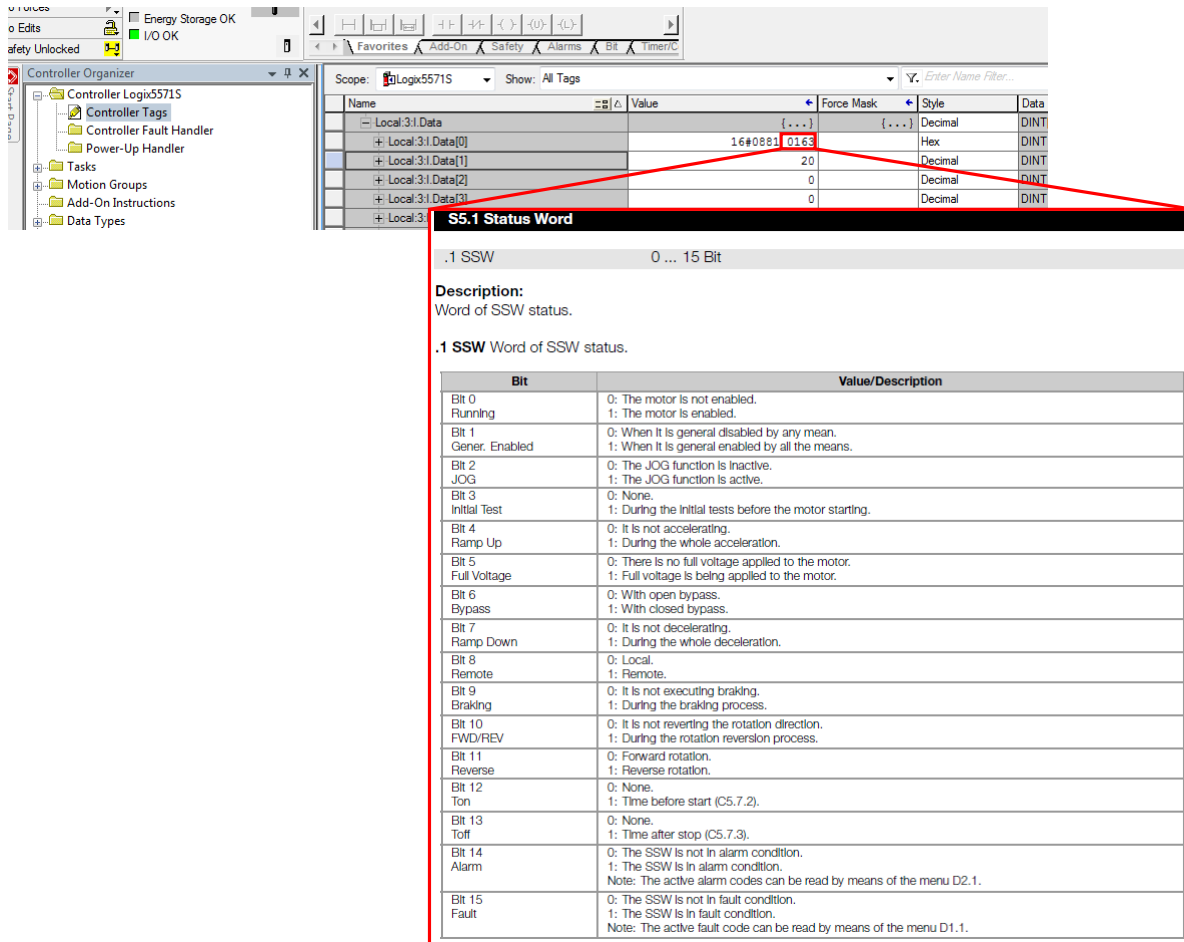 o Forces
Energy Storage OK
o Edits
I/O OK
afety Unlocked
Favorites Add-On Safety Alarms Bit Timer/C
Start Page
Controller Organizer
Controller Logix5571S
Controller Tags
Controller Fault Handler
Power-Up Handler
Tasks
Motion Groups
Add-On Instructions
Data Types
Scope: Logix5571S Show: All Tags Enter Name Filter...
Name Value Force Mask Style Data
Local:3:I.Data {...} {...} Decimal DINT
Local:3:I.Data[0] 16#0881_0163 Hex DINT
Local:3:I.Data[1] 20 Decimal DINT
Local:3:I.Data[2] 0 Decimal DINT
Local:3:I.Data[3] 0 Decimal DINT
Local:3:
S5.1 Status Word
.1 SSW 0 ... 15 Bit
Description:
Word of SSW status.
.1 SSW Word of SSW status.
Bit Value/Description
Bit 0 0: The motor is not enabled.
Running 1: The motor is enabled.
Bit 1 0: When it is general disabled by any mean.
Gener. Enabled 1: When it is general enabled by all the means.
Bit 2 0: The JOG function is inactive.
JOG 1: The JOG function is active.
Bit 3 0: None.
Initial Test 1: During the initial tests before the motor starting.
Bit 4 0: It is not accelerating.
Ramp Up 1: During the whole acceleration.
Bit 5 0: There is no full voltage applied to the motor.
Full Voltage 1: Full voltage is being applied to the motor.
Bit 6 0: With open bypass.
Bypass 1: With closed bypass.
Bit 7 0: It is not decelerating.
Ramp Down 1: During the whole deceleration.
Bit 8 0: Local.
Remote 1: Remote.
Bit 9 0: It is not executing braking.
Braking 1: During the braking process.
Bit 10 0: It is not reverting the rotation direction.
FWD/REV 1: During the rotation reversion process.
Bit 11 0: Forward rotation.
Reverse 1: Reverse rotation.
Bit 12 0: None.
Ton 1: Time before start (C5.7.2).
Bit 13 0: None.
Toff 1: Time after stop (C5.7.3).
Bit 14 0: The SSW is not in alarm condition.
Alarm 1: The SSW is in alarm condition.
Note: The active alarm codes can be read by means of the menu D2.1.
Bit 15 0: The SSW is not in fault condition.
Fault 1: The SSW is in fault condition.
Note: The active fault code can be read by means of the menu D1.1.